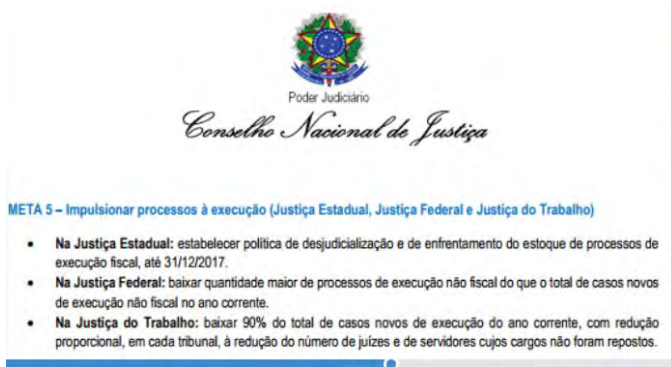 Poder Judiciário
Conselho Nacional de Justiça
META 5 – Impulsionar processos à execução (Justiça Estadual, Justiça Federal e Justiça do Trabalho)
• Na Justiça Estadual: estabelecer política de desjudicialização e de enfrentamento do estoque de processos de
execução fiscal, até 31/12/2017.
• Na Justiça Federal: baixar quantidade maior de processos de execução não fiscal do que o total de casos novos
de execução não fiscal no ano corrente.
• Na Justiça do Trabalho: baixar 90% do total de casos novos de execução do ano corrente, com redução
proporcional, em cada tribunal, à redução do número de juízes e de servidores cujos cargos não foram repostos.